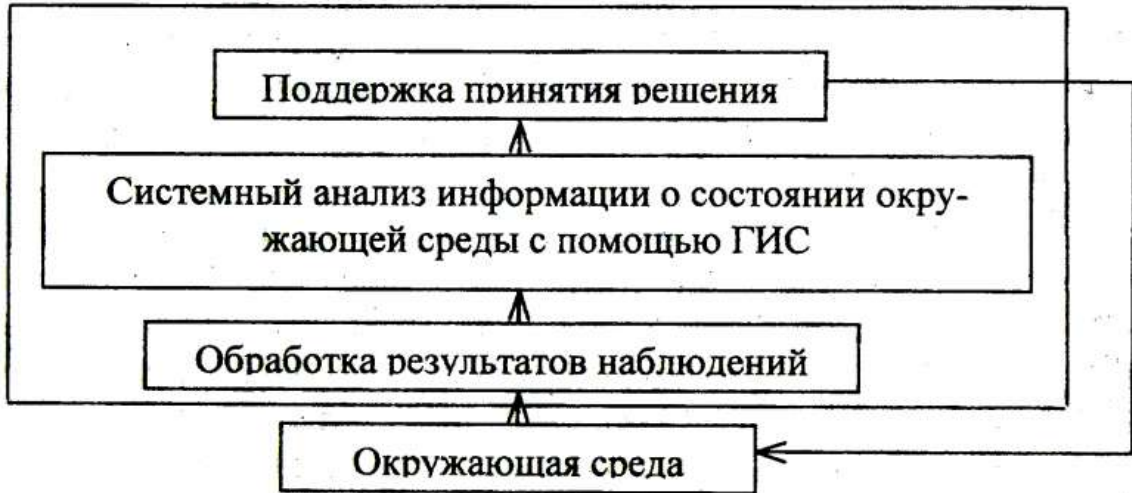 Поддержка принятия решения
Системный анализ информации о состоянии окру-
жающей среды с помощью ГИС
Обработка результатов наблюдений
Окружающая среда